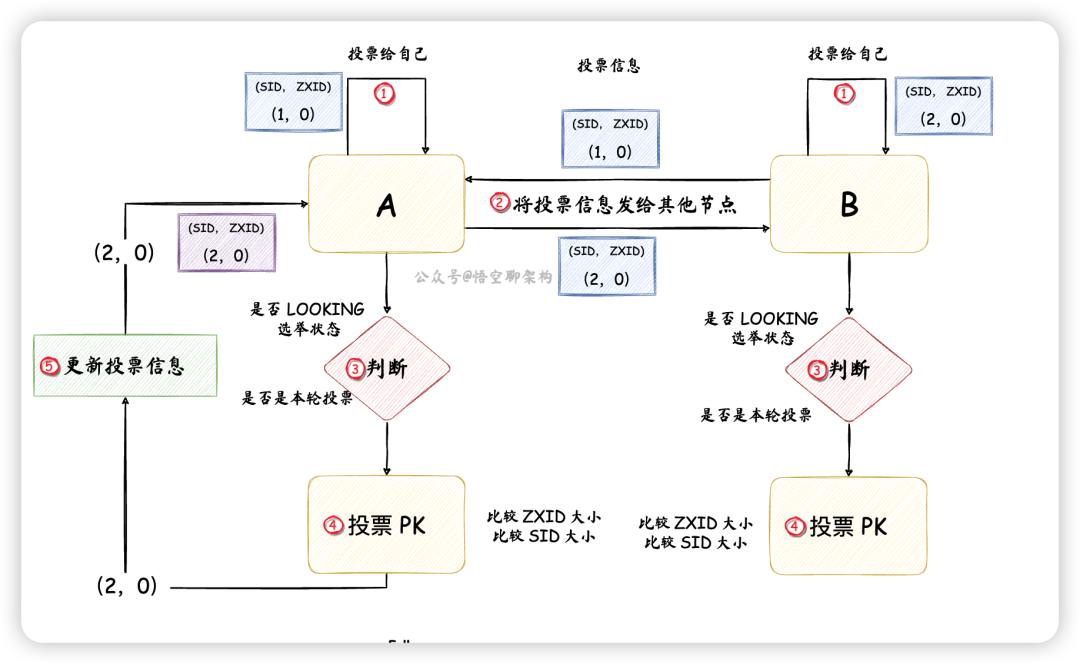 投票给自己
投票信息
投票给自己
(SID, ZXID)
(1, 0)
①
①
(SID, ZXID)
(2, 0)
(SID, ZXID)
(1, 0)
A
②将投票信息发给其他节点
B
(SID, ZXID)
(2, 0)
(2, 0)
(SID, ZXID)
(2, 0)
公众号@悟空聊架构
是否 LOOKING
选举状态
是否 LOOKING
选举状态
⑤更新投票信息
③判断
③判断
是否是本轮投票
是否是本轮投票
④投票 PK
比较 ZXID 大小
比较 SID 大小
比较 ZXID 大小
比较 SID 大小
④投票 PK
(2, 0)